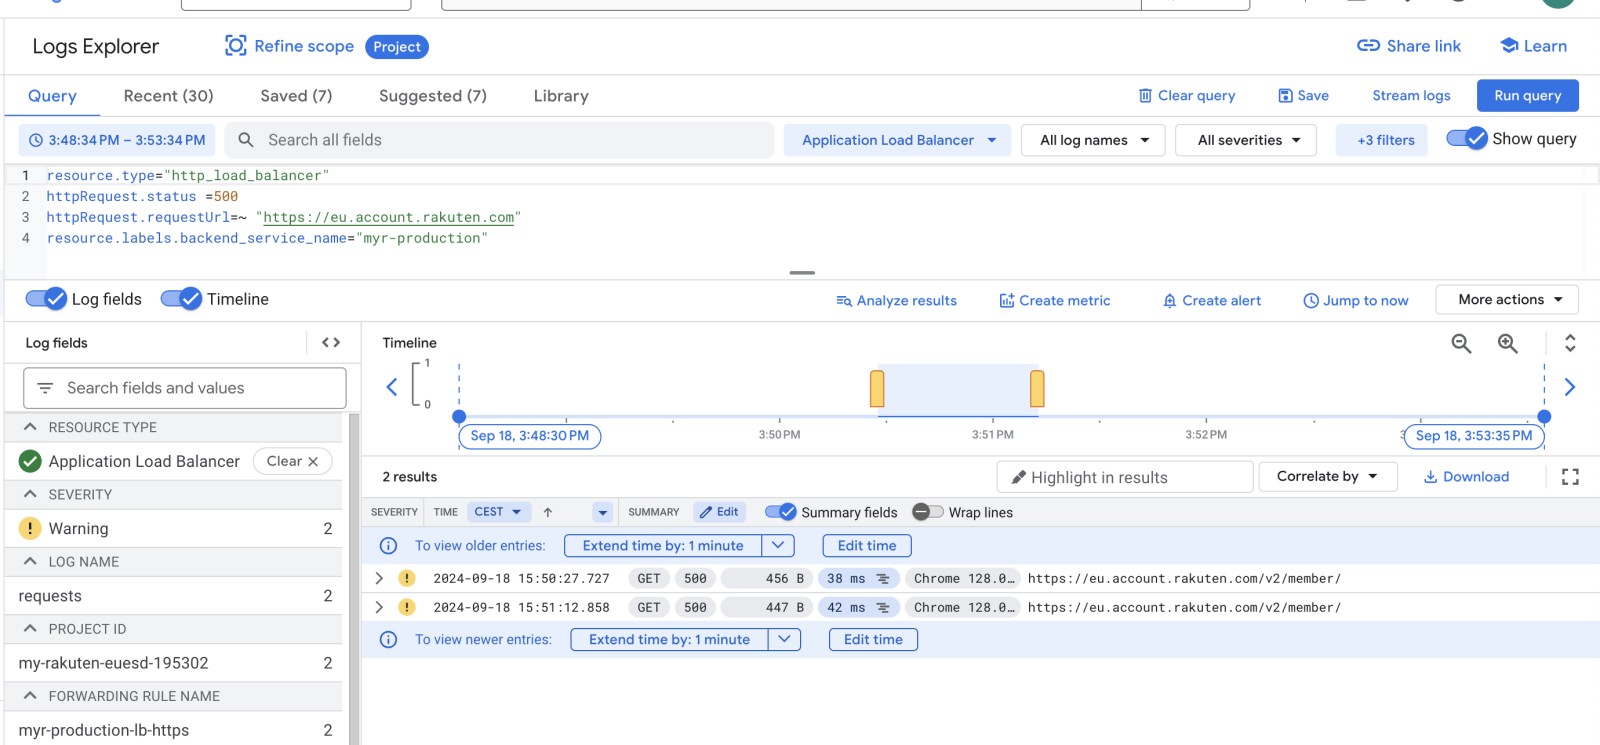 Logs Explorer Refine scope Project Share link Learn
Query Recent (30) Saved (7) Suggested (7) Library Clear query Save Stream logs Run query
3:48:34 PM – 3:53:34 PM Search all fields Application Load Balancer All log names All severities +3 filters Show query
1 resource.type="http_load_balancer"
2 httpRequest.status =500
3 httpRequest.requestUrl=~ "https://eu.account.rakuten.com"
4 resource.labels.backend_service_name="myr-production"
Log fields Timeline Analyze results Create metric Create alert Jump to now More actions
Log fields
Search fields and values
RESOURCE TYPE
Application Load Balancer Clear
SEVERITY
Warning 2
LOG NAME
requests 2
PROJECT ID
my-rakuten-euesd-195302 2
FORWARDING RULE NAME
myr-production-lb-https 2
Timeline
1
0
Sep 18, 3:48:30 PM 3:50 PM 3:51 PM 3:52 PM Sep 18, 3:53:35 PM
2 results Highlight in results Correlate by Download
SEVERITY TIME CEST SUMMARY Edit Summary fields Wrap lines
To view older entries: Extend time by: 1 minute Edit time
2024-09-18 15:50:27.727 GET 500 456 B 38 ms Chrome 128.0… https://eu.account.rakuten.com/v2/member/
2024-09-18 15:51:12.858 GET 500 447 B 42 ms Chrome 128.0… https://eu.account.rakuten.com/v2/member/
To view newer entries: Extend time by: 1 minute Edit time